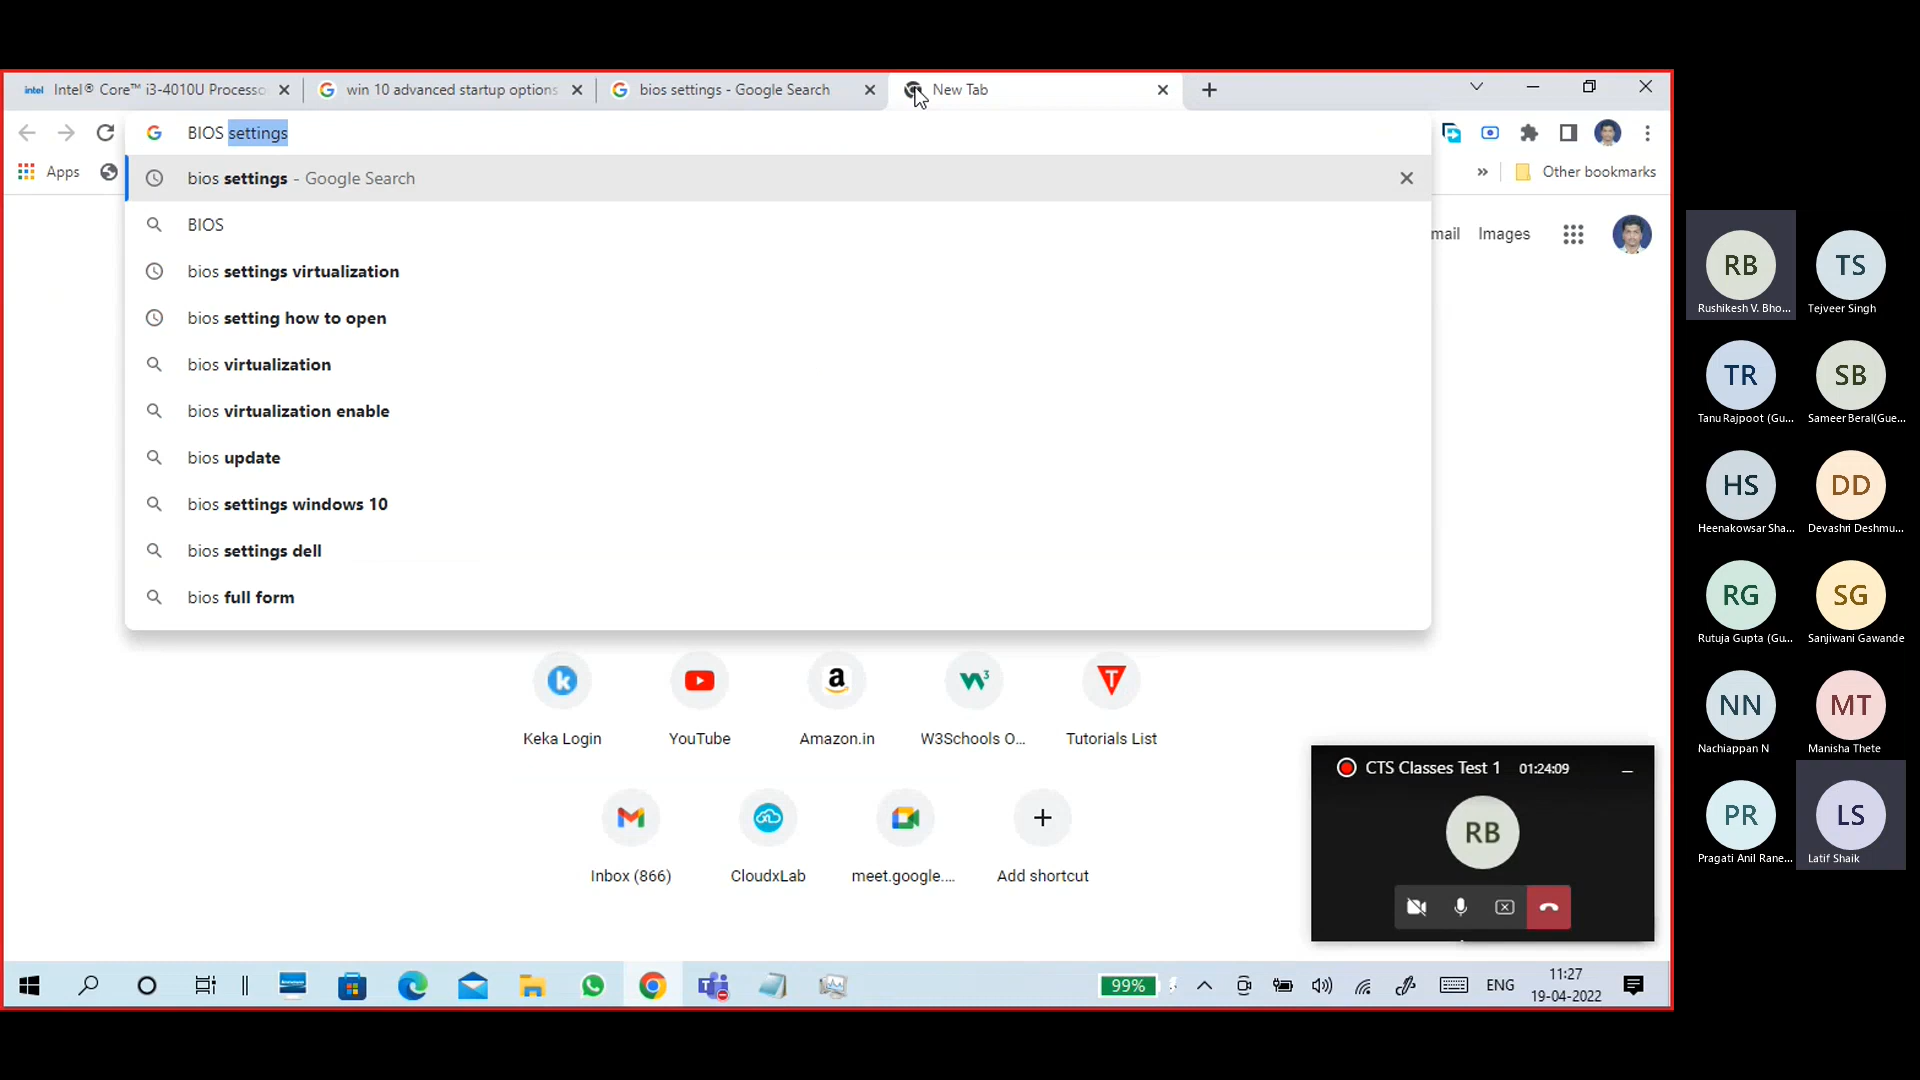 intel Intel® Core™ i3-4010U Processo
win 10 advanced startup options
bios settings - Google Search
New Tab
BIOS settings
Apps
Other bookmarks
bios settings - Google Search
BIOS
bios settings virtualization
bios setting how to open
bios virtualization
bios virtualization enable
bios update
bios settings windows 10
bios settings dell
bios full form
mail
Images
Keka Login
YouTube
Amazon.in
W3Schools O...
Tutorials List
Inbox (866)
CloudxLab
meet.google....
Add shortcut
CTS Classes Test 1 01:24:09
RB
99%
ENG
11:27
19-04-2022
RB
Rushikesh V. Bho...
TS
Tejveer Singh
TR
Tanu Rajpoot (Gu...
SB
Sameer Beral(Gue...
HS
Heenakowsar Sha...
DD
Devashri Deshmu...
RG
Rutuja Gupta (Gu...
SG
Sanjiwani Gawande
NN
Nachiappan N
MT
Manisha Thete
PR
Pragati Anil Rane...
LS
Latif Shaik